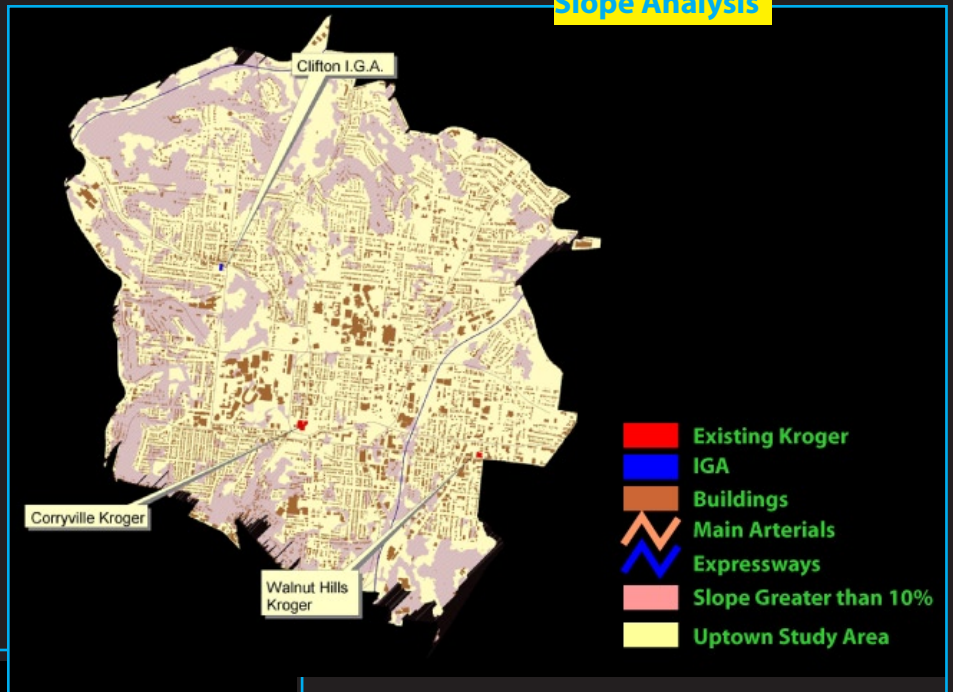 Slope Analysis
Clifton I.G.A.
Corryville Kroger
Walnut Hills
Kroger
Existing Kroger
IGA
Buildings
Main Arterials
Expressways
Slope Greater than 10%
Uptown Study Area